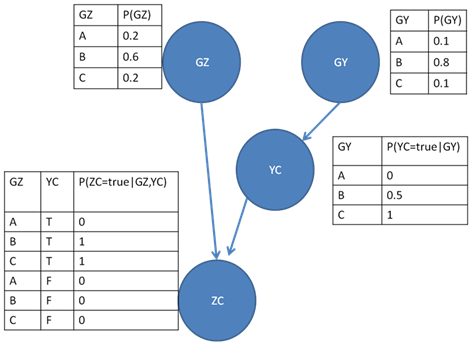 GZ P(GZ)
A 0.2
B 0.6
C 0.2
GZ
GY
GY P(GY)
A 0.1
B 0.8
C 0.1
YC
GY P(YC=true|GY)
A 0
B 0.5
C 1
GZ YC P(ZC=true|GZ,YC)
A T 0
B T 1
C T 1
A F 0
B F 0
C F 0
ZC